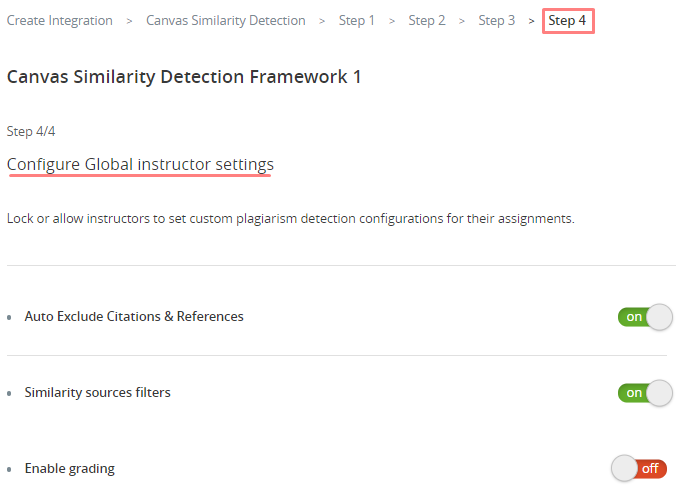 Create Integration > Canvas Similarity Detection > Step 1 > Step 2 > Step 3 > Step 4
Canvas Similarity Detection Framework 1
Step 4/4
Configure Global instructor settings
Lock or allow instructors to set custom plagiarism detection configurations for their assignments.
Auto Exclude Citations & References on
Similarity sources filters on
Enable grading off